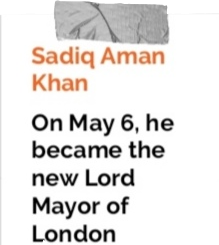 Sadiq Aman
Khan
On May 6, he
became the
new Lord
Mayor of
London